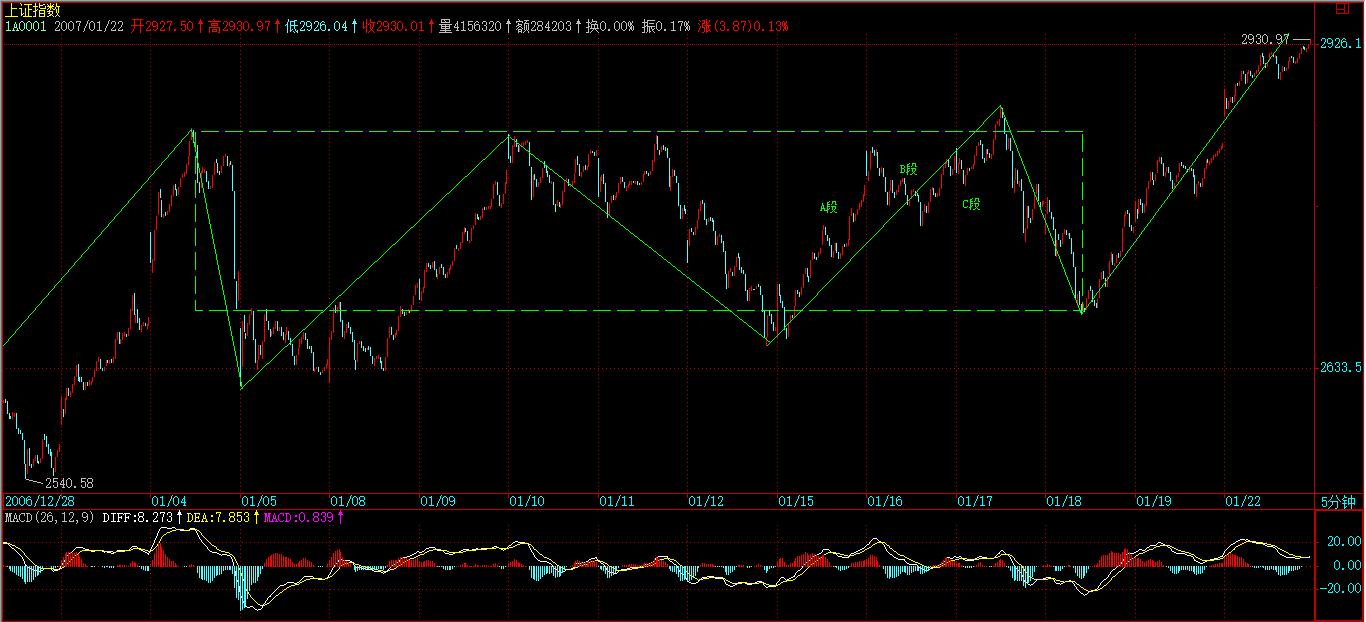 上证指数
1A0001 2007/01/22 开2927.50↑高2930.97↑低2926.04↑收2930.01↑量4156320↑额284203↑换0.00% 振0.17% 涨(3.87)0.13%
2930.97
2926.1
B段
A段
C段
2633.5
2540.58
2006/12/28 01/04 01/05 01/08 01/09 01/10 01/11 01/12 01/15 01/16 01/17 01/18 01/19 01/22 5分钟
MACD(26,12,9) DIFF:8.273↑DEA:7.853↑MACD:0.839↑
20.00
0.00
-20.00